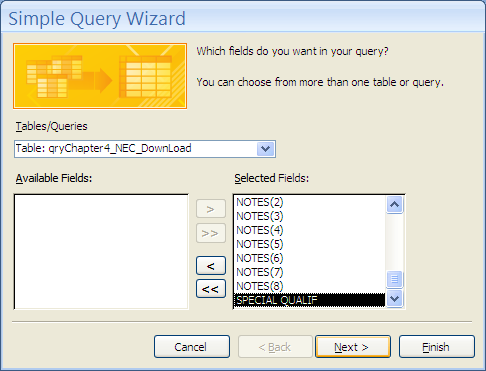 Simple Query Wizard
Which fields do you want in your query?
You can choose from more than one table or query.
Tables/Queries
Table: qryChapter4_NEC_DownLoad
Available Fields:
Selected Fields:
>
>>
<
<<
NOTES(2)
NOTES(3)
NOTES(4)
NOTES(5)
NOTES(6)
NOTES(7)
NOTES(8)
SPECIAL QUALIF
Cancel
< Back
Next >
Finish